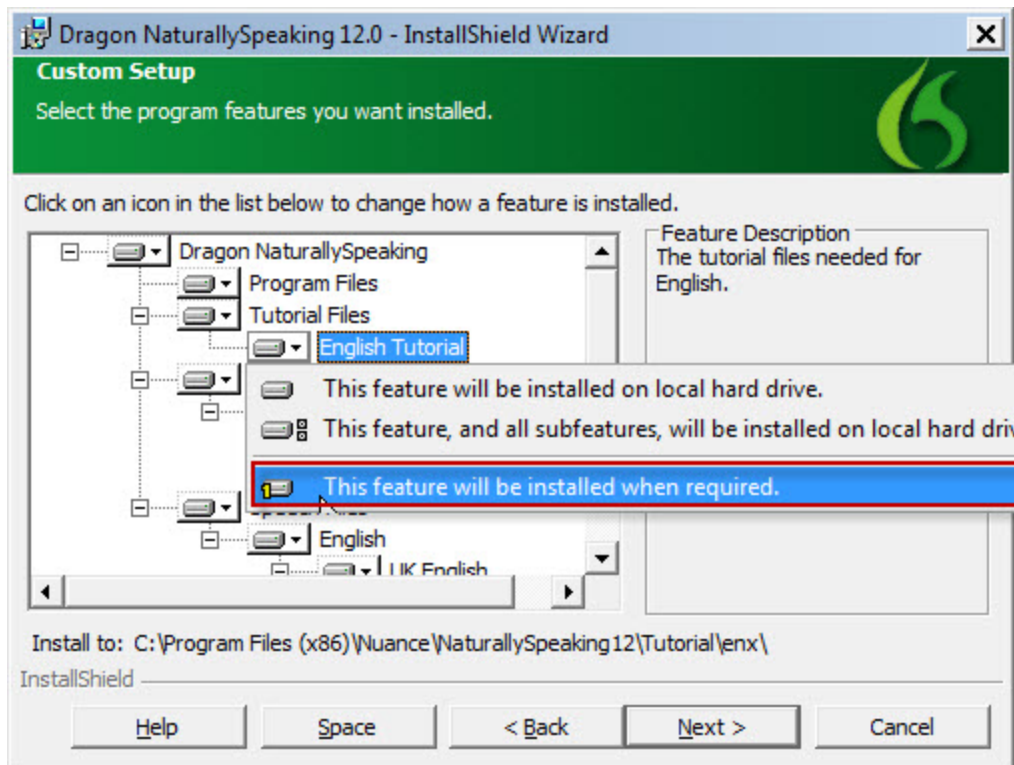 Dragon NaturallySpeaking 12.0 - InstallShield Wizard
Custom Setup
Select the program features you want installed.
Click on an icon in the list below to change how a feature is installed.
Dragon NaturallySpeaking
Program Files
Tutorial Files
English Tutorial
Feature Description
The tutorial files needed for
English.
This feature will be installed on local hard drive.
This feature, and all subfeatures, will be installed on local hard driv
This feature will be installed when required.
English
UK English
Install to: C:\Program Files (x86)\Nuance\NaturallySpeaking12\Tutorial\enx\
InstallShield
Help
Space
< Back
Next >
Cancel